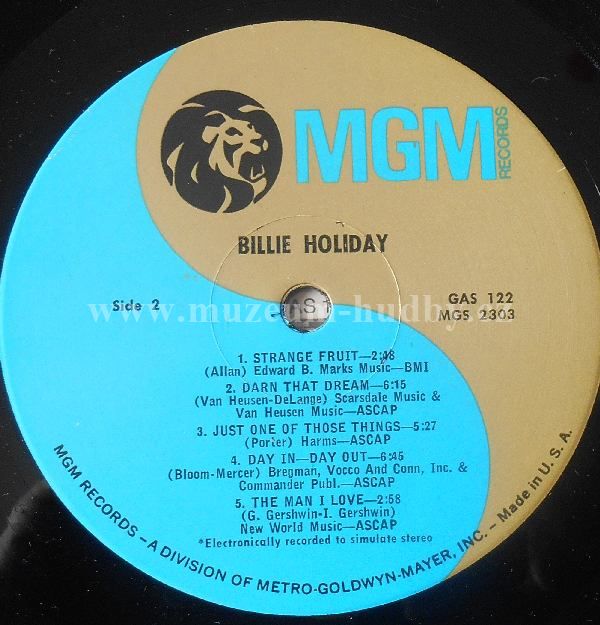 MGM
RECORDS
BILLIE HOLIDAY
Side 2
GAS 122
MGS 2303
www.muzeum-hudby.cz
S
1. STRANGE FRUIT—2:48
(Allan) Edward B. Marks Music—BMI
2. DARN THAT DREAM—6:15
(Van Heusen-DeLange) Scarsdale Music &
Van Heusen Music—ASCAP
3. JUST ONE OF THOSE THINGS—5:27
(Porter) Harms—ASCAP
4. DAY IN—DAY OUT—6:45
(Bloom-Mercer) Bregman, Vocco And Conn, Inc. &
Commander Publ.—ASCAP
5. THE MAN I LOVE—2:58
(G. Gershwin-I. Gershwin)
New World Music—ASCAP
*Electronically recorded to simulate stereo
MGM RECORDS – A DIVISION OF METRO-GOLDWYN-MAYER, INC. – Made in U. S. A.